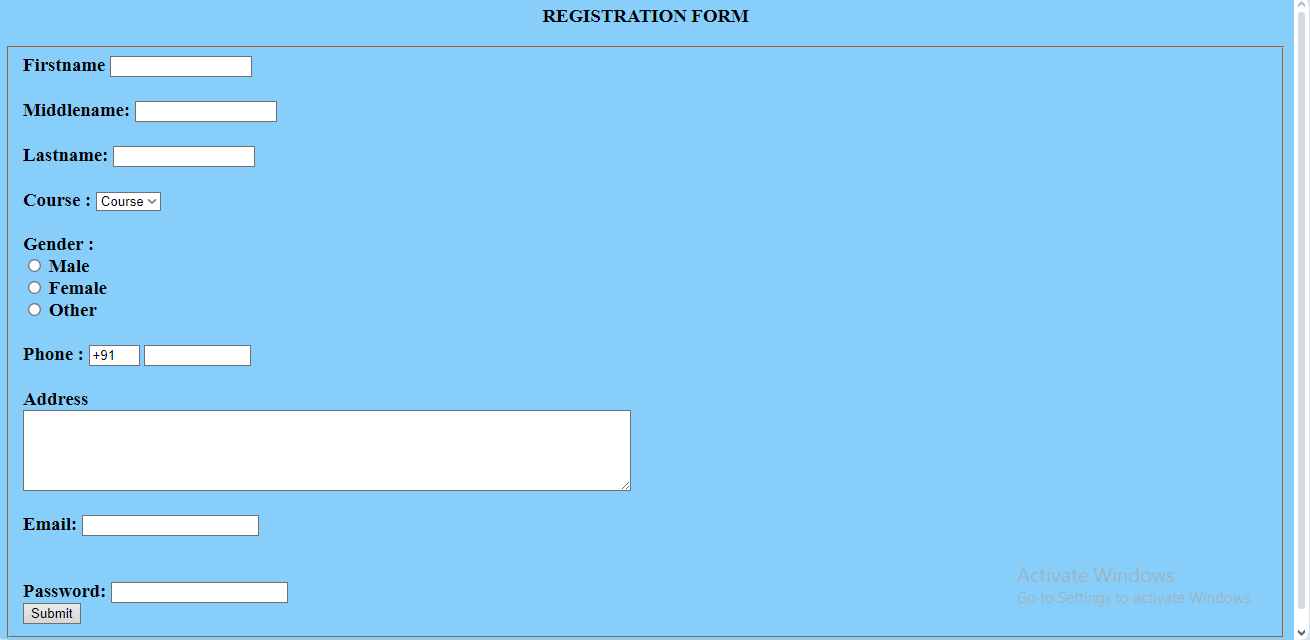 REGISTRATION FORM
Firstname
Middlename:
Lastname:
Course : Course
Gender :
Male
Female
Other
Phone : +91
Address
Email:
Password:
Submit
Activate Windows
Go to Settings to activate Windows.